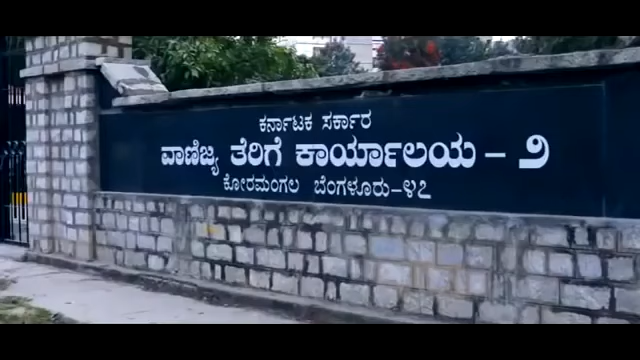 ಕರ್ನಾಟಕ ಸರ್ಕಾರ
ವಾಣಿಜ್ಯ ತೆರಿಗೆ ಕಾರ್ಯಾಲಯ – ೨
ಕೋರಮಂಗಲ ಬೆಂಗಳೂರು–೪೭